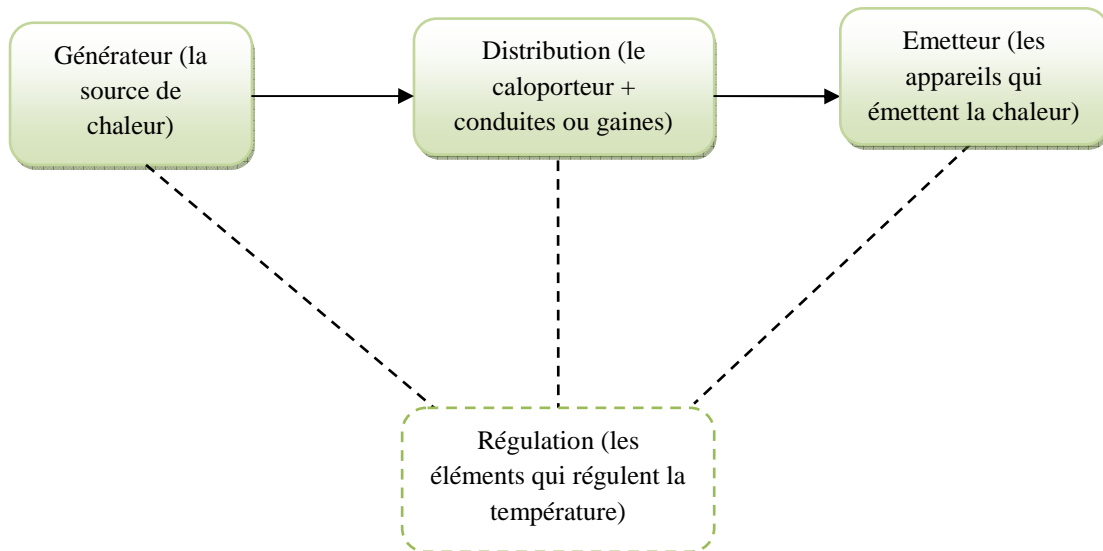 Générateur (la
source de
chaleur)
Distribution (le
caloporteur +
conduites ou gaines)
Emetteur (les
appareils qui
émettent la chaleur)
Régulation (les
éléments qui régulent la
température)